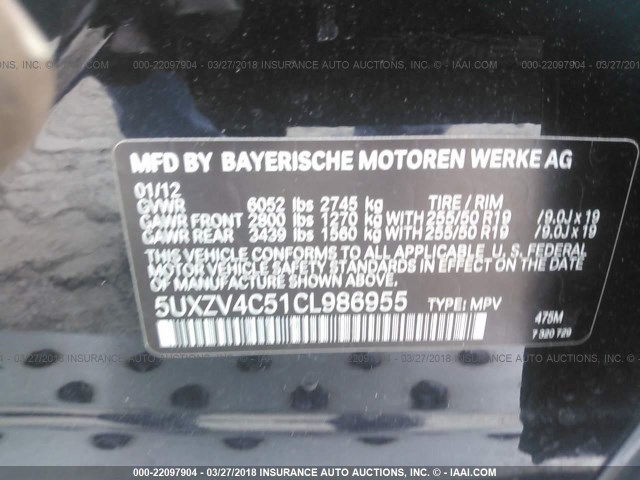 000-22097904 - 03/27/2018 INSURANCE AUTO AUCTIONS, INC. - © - IAAI.COM
MFD BY BAYERISCHE MOTOREN WERKE AG
01/12
GVWR 6052 lbs 2745 kg TIRE / RIM
GAWR FRONT 2800 lbs 1270 kg WITH 255/50 R19 /9.0J x 19
GAWR REAR 3439 lbs 1560 kg WITH 255/50 R19 /9.0J x 19
THIS VEHICLE CONFORMS TO ALL APPLICABLE U. S. FEDERAL
MOTOR VEHICLE SAFETY STANDARDS IN EFFECT ON THE DATE
OF MANUFACTURE SHOWN ABOVE.
5UXZV4C51CL986955 TYPE: MPV
475M
7 320 729
000-22097904 - 03/27/2018 INSURANCE AUTO AUCTIONS, INC. - © - IAAI.COM